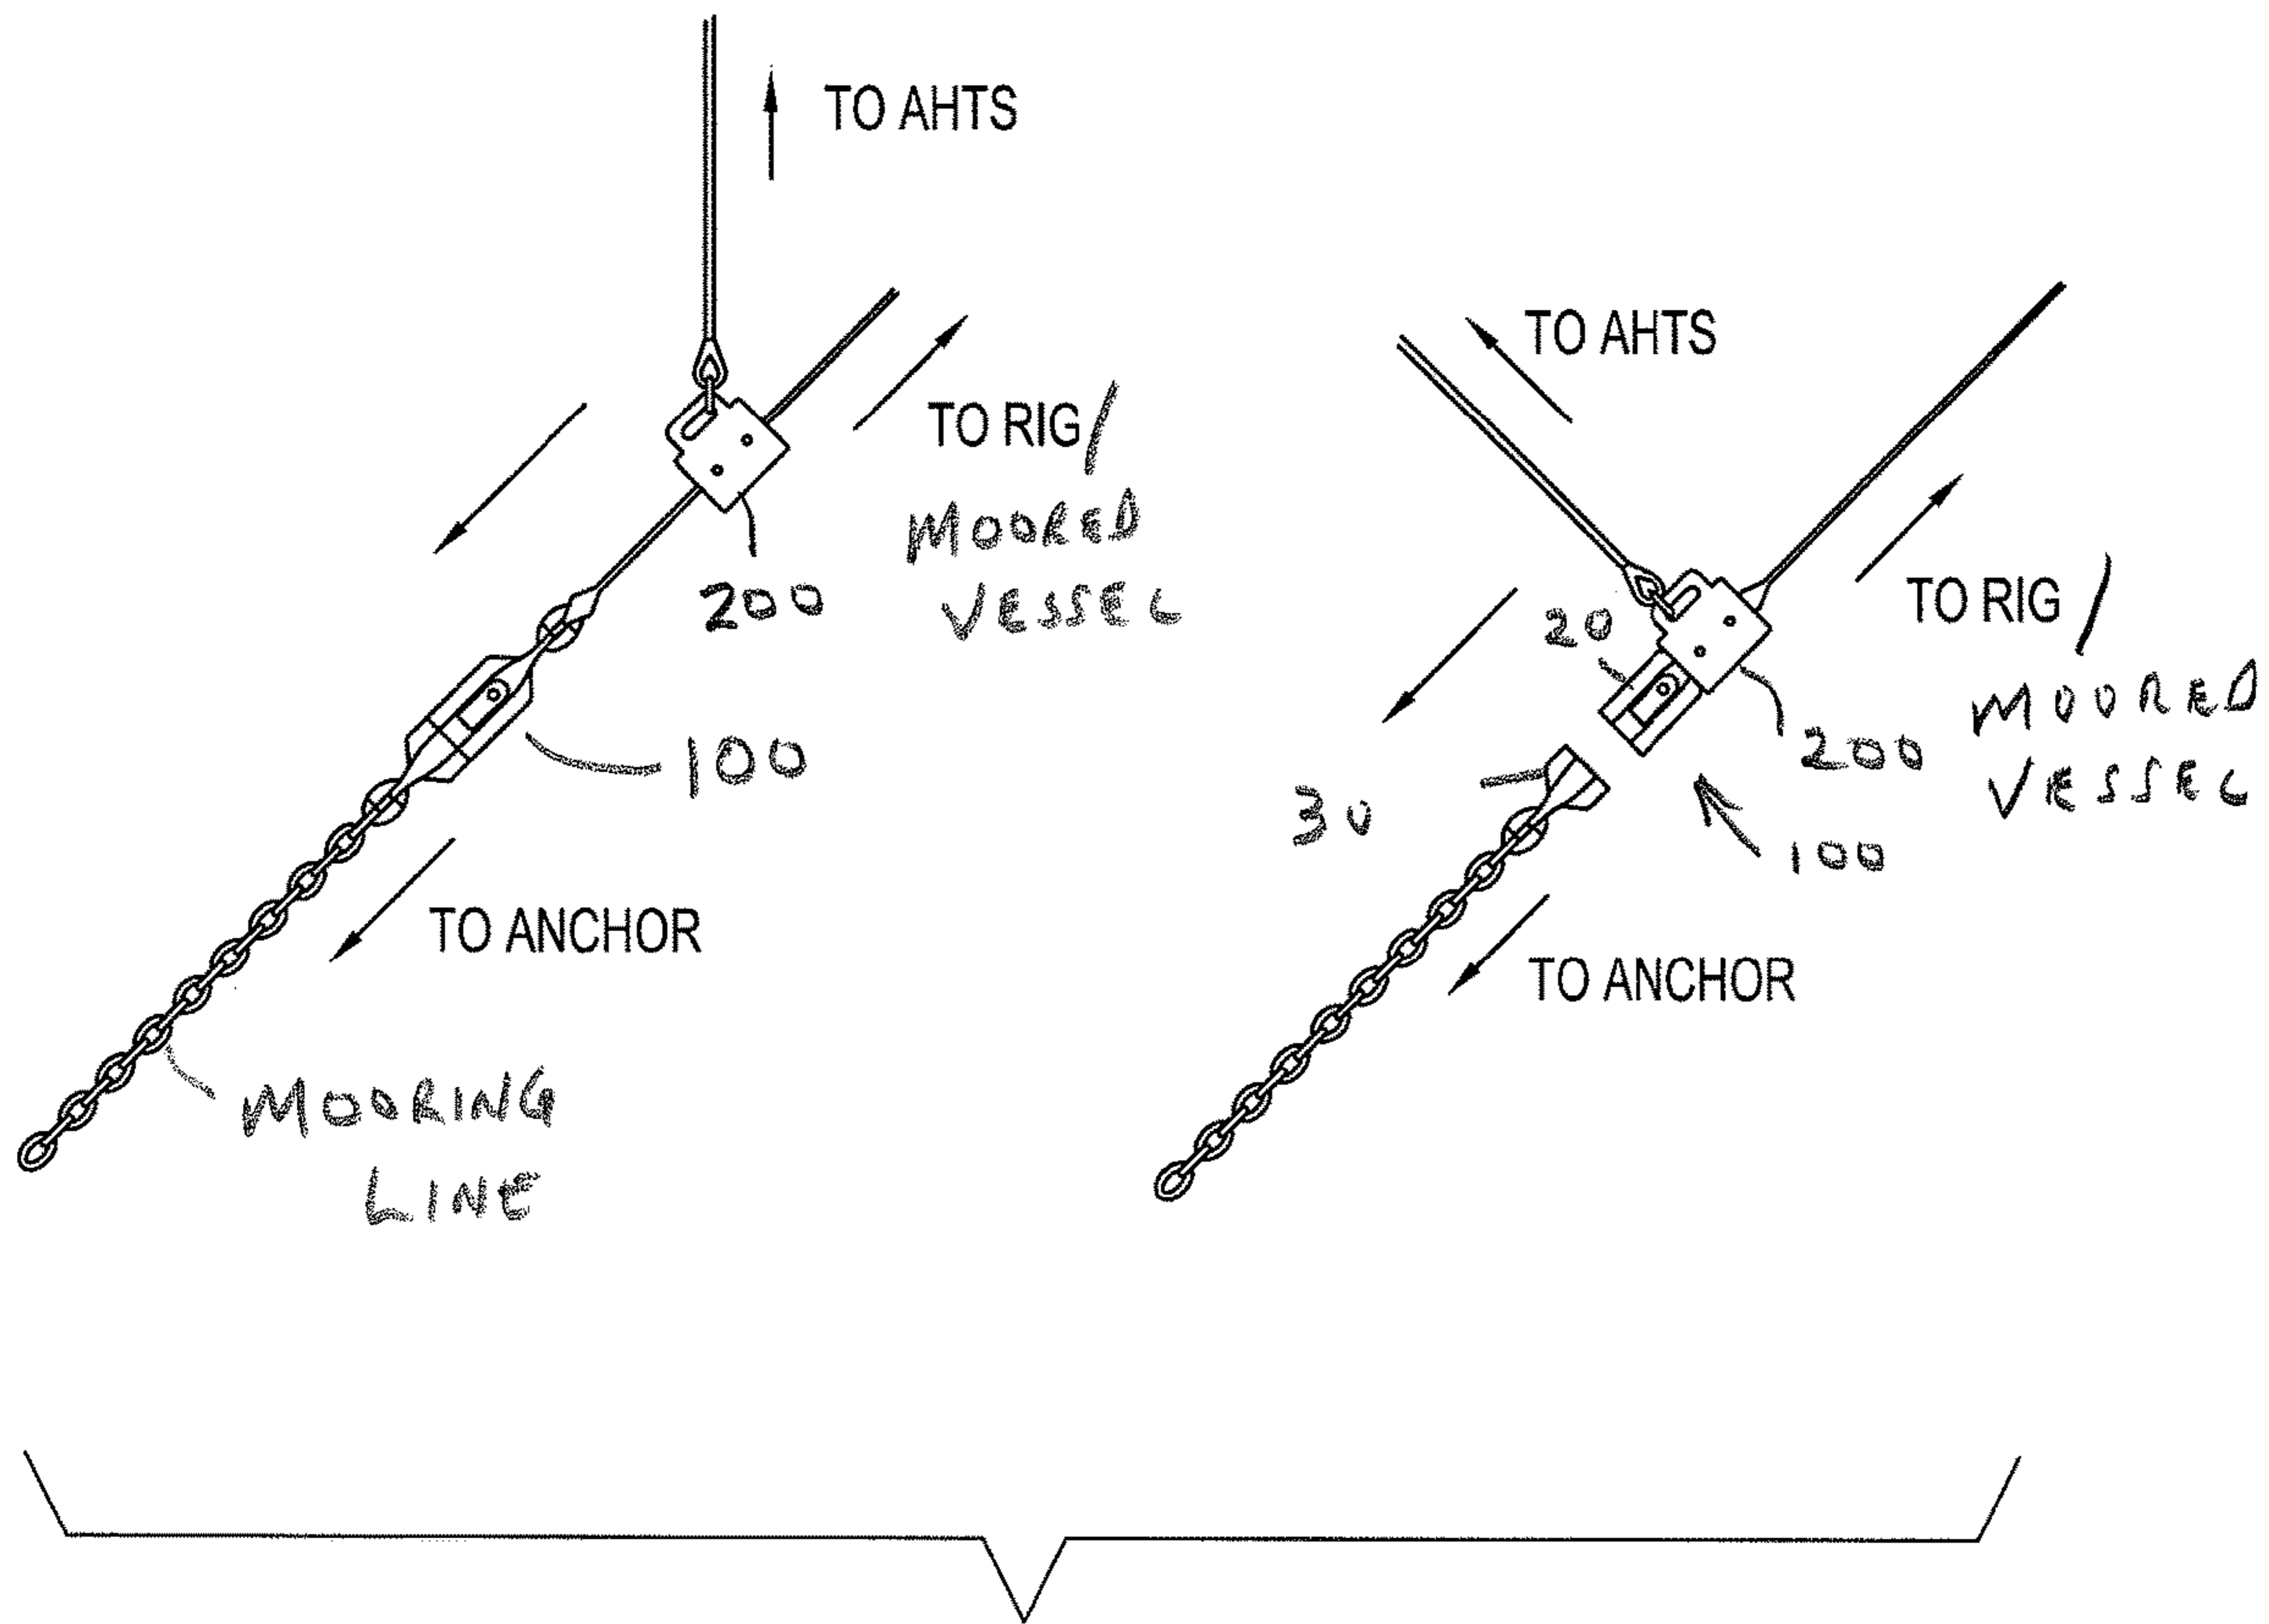 TO AHTS
TO RIG/
MOORED
VESSEL
200
100
TO ANCHOR
MOORING
LINE
TO AHTS
TO RIG/
MOORED
VESSEL
20
200
30
100
TO ANCHOR